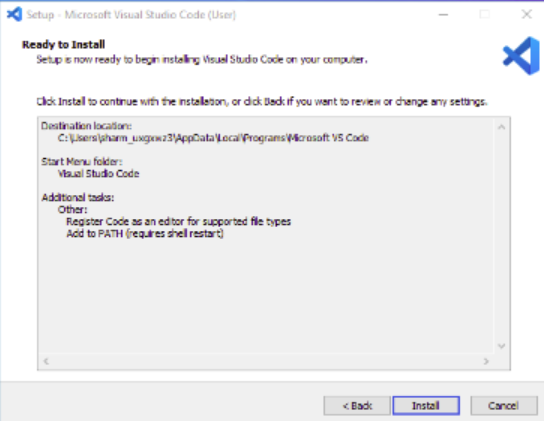 Setup - Microsoft Visual Studio Code (User)
Ready to Install
Setup is now ready to begin installing Visual Studio Code on your computer.
Click Install to continue with the installation, or click Back if you want to review or change any settings.
Destination location:
C:\Users\sharm_uxgxwz3\AppData\Local\Programs\Microsoft VS Code
Start Menu folder:
Visual Studio Code
Additional tasks:
Other:
Register Code as an editor for supported file types
Add to PATH (requires shell restart)
< Back
Install
Cancel